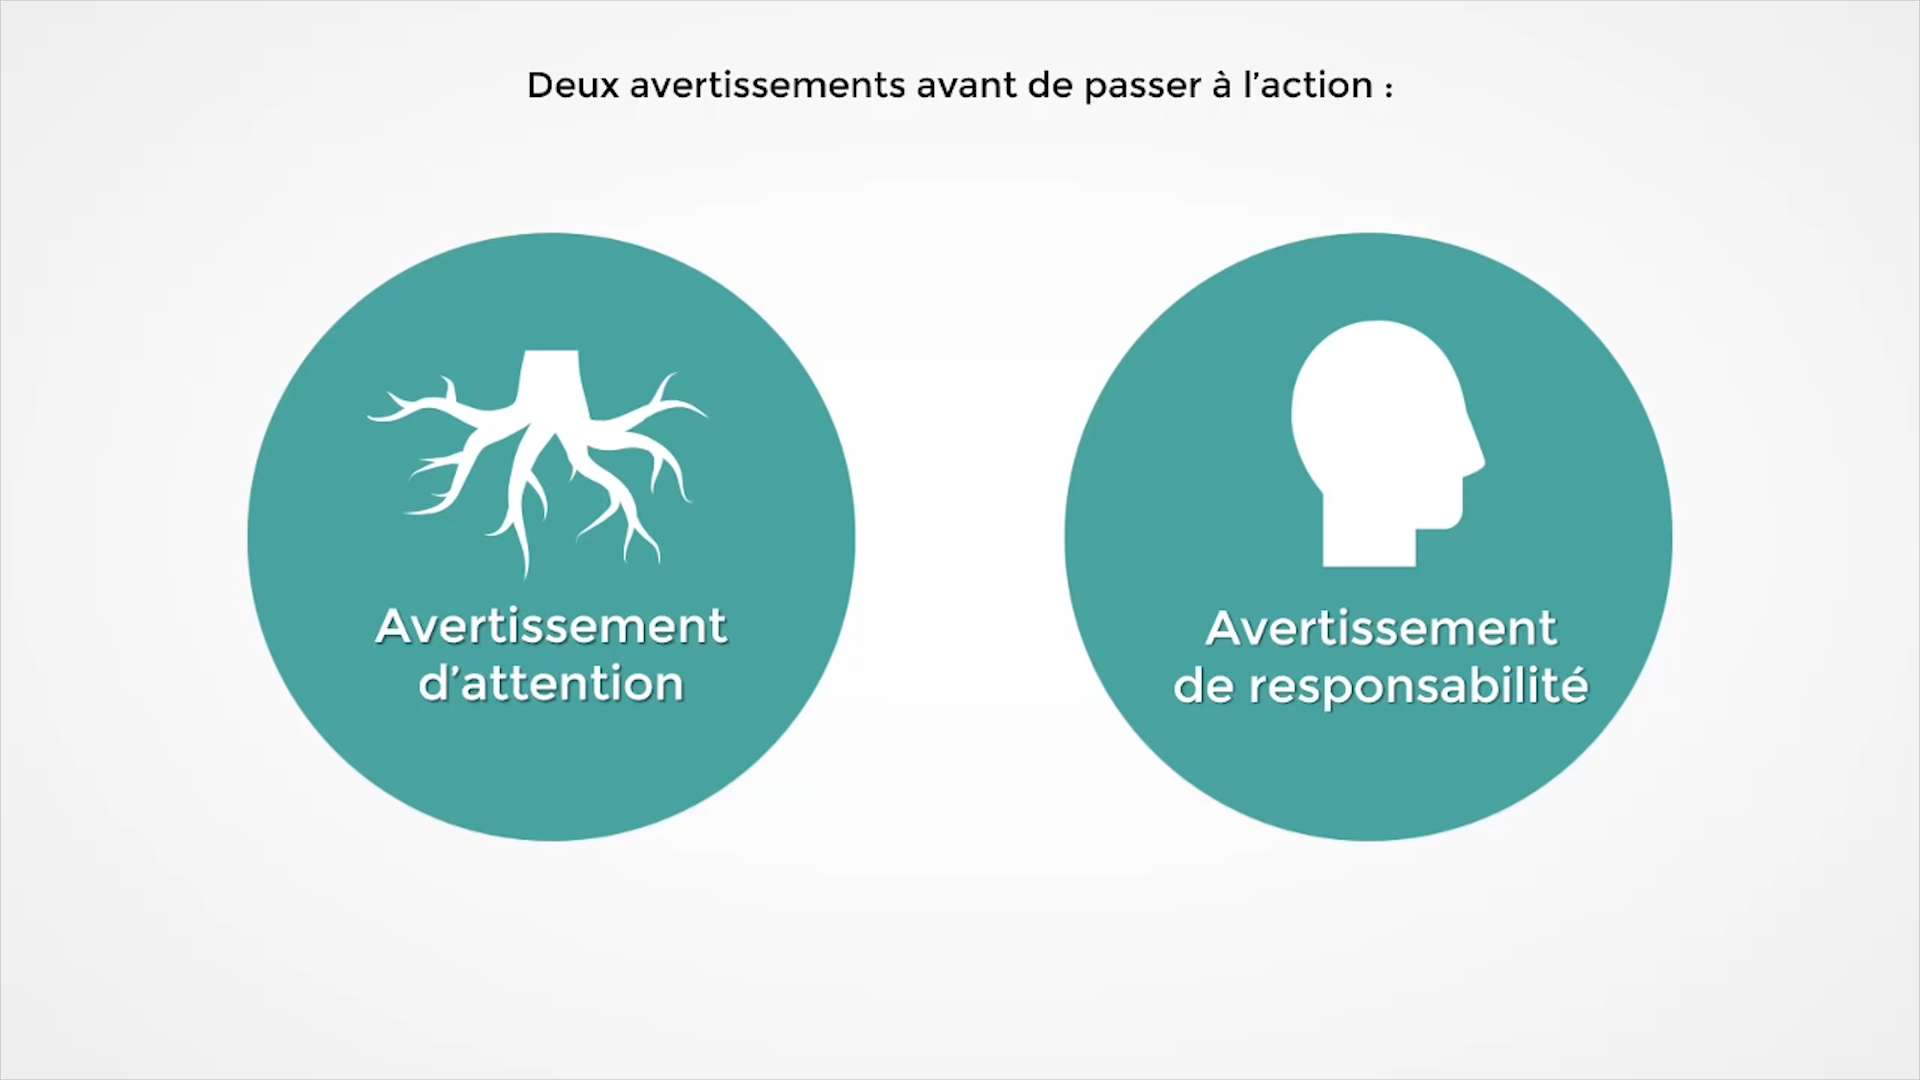 Deux avertissements avant de passer à l’action :
Avertissement
d’attention
Avertissement
de responsabilité